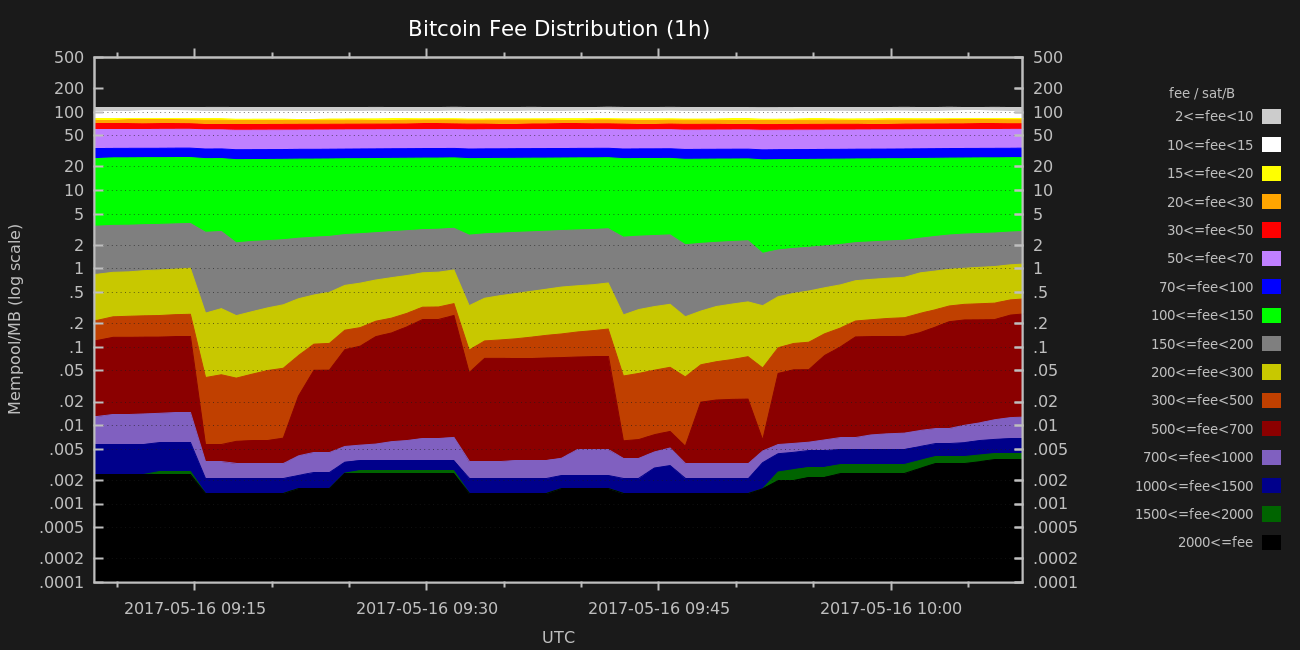 Bitcoin Fee Distribution (1h)
500
200
100
50
20
10
5
2
1
.5
.2
.1
.05
.02
.01
.005
.002
.001
.0005
.0002
.0001
Mempool/MB (log scale)
500
200
100
50
20
10
5
2
1
.5
.2
.1
.05
.02
.01
.005
.002
.001
.0005
.0002
.0001
2017-05-16 09:15
2017-05-16 09:30
2017-05-16 09:45
2017-05-16 10:00
UTC
fee / sat/B
2<=fee<10
10<=fee<15
15<=fee<20
20<=fee<30
30<=fee<50
50<=fee<70
70<=fee<100
100<=fee<150
150<=fee<200
200<=fee<300
300<=fee<500
500<=fee<700
700<=fee<1000
1000<=fee<1500
1500<=fee<2000
2000<=fee